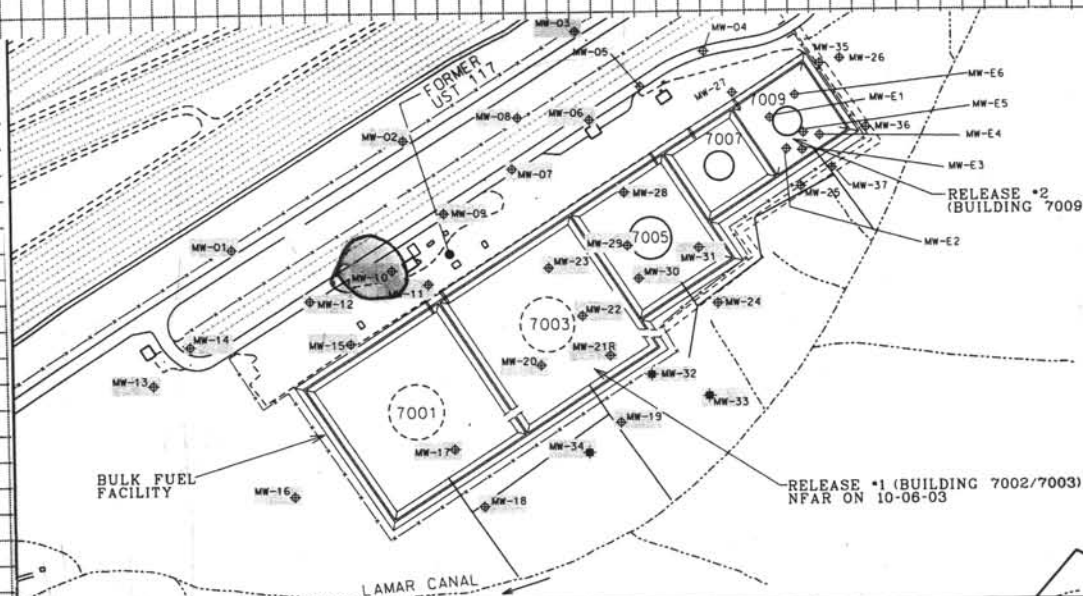 MW-03
MW-04
MW-05
MW-35
MW-26
FORMER
UST 117
MW-27
MW-E6
7009
MW-E1
MW-08
MW-06
MW-E5
MW-02
MW-36
MW-E4
7007
MW-E3
MW-07
MW-37
MW-25
RELEASE *2
(BUILDING 7009
MW-28
MW-09
MW-E2
MW-01
MW-29
7005
MW-31
MW-23
MW-10
MW-30
MW-11
MW-12
MW-24
MW-22
7003
MW-15
MW-14
MW-21R
MW-20
MW-32
MW-13
MW-33
7001
MW-19
MW-17
MW-34
BULK FUEL
FACILITY
RELEASE *1 (BUILDING 7002/7003)
NFAR ON 10-06-03
MW-16
MW-18
LAMAR CANAL